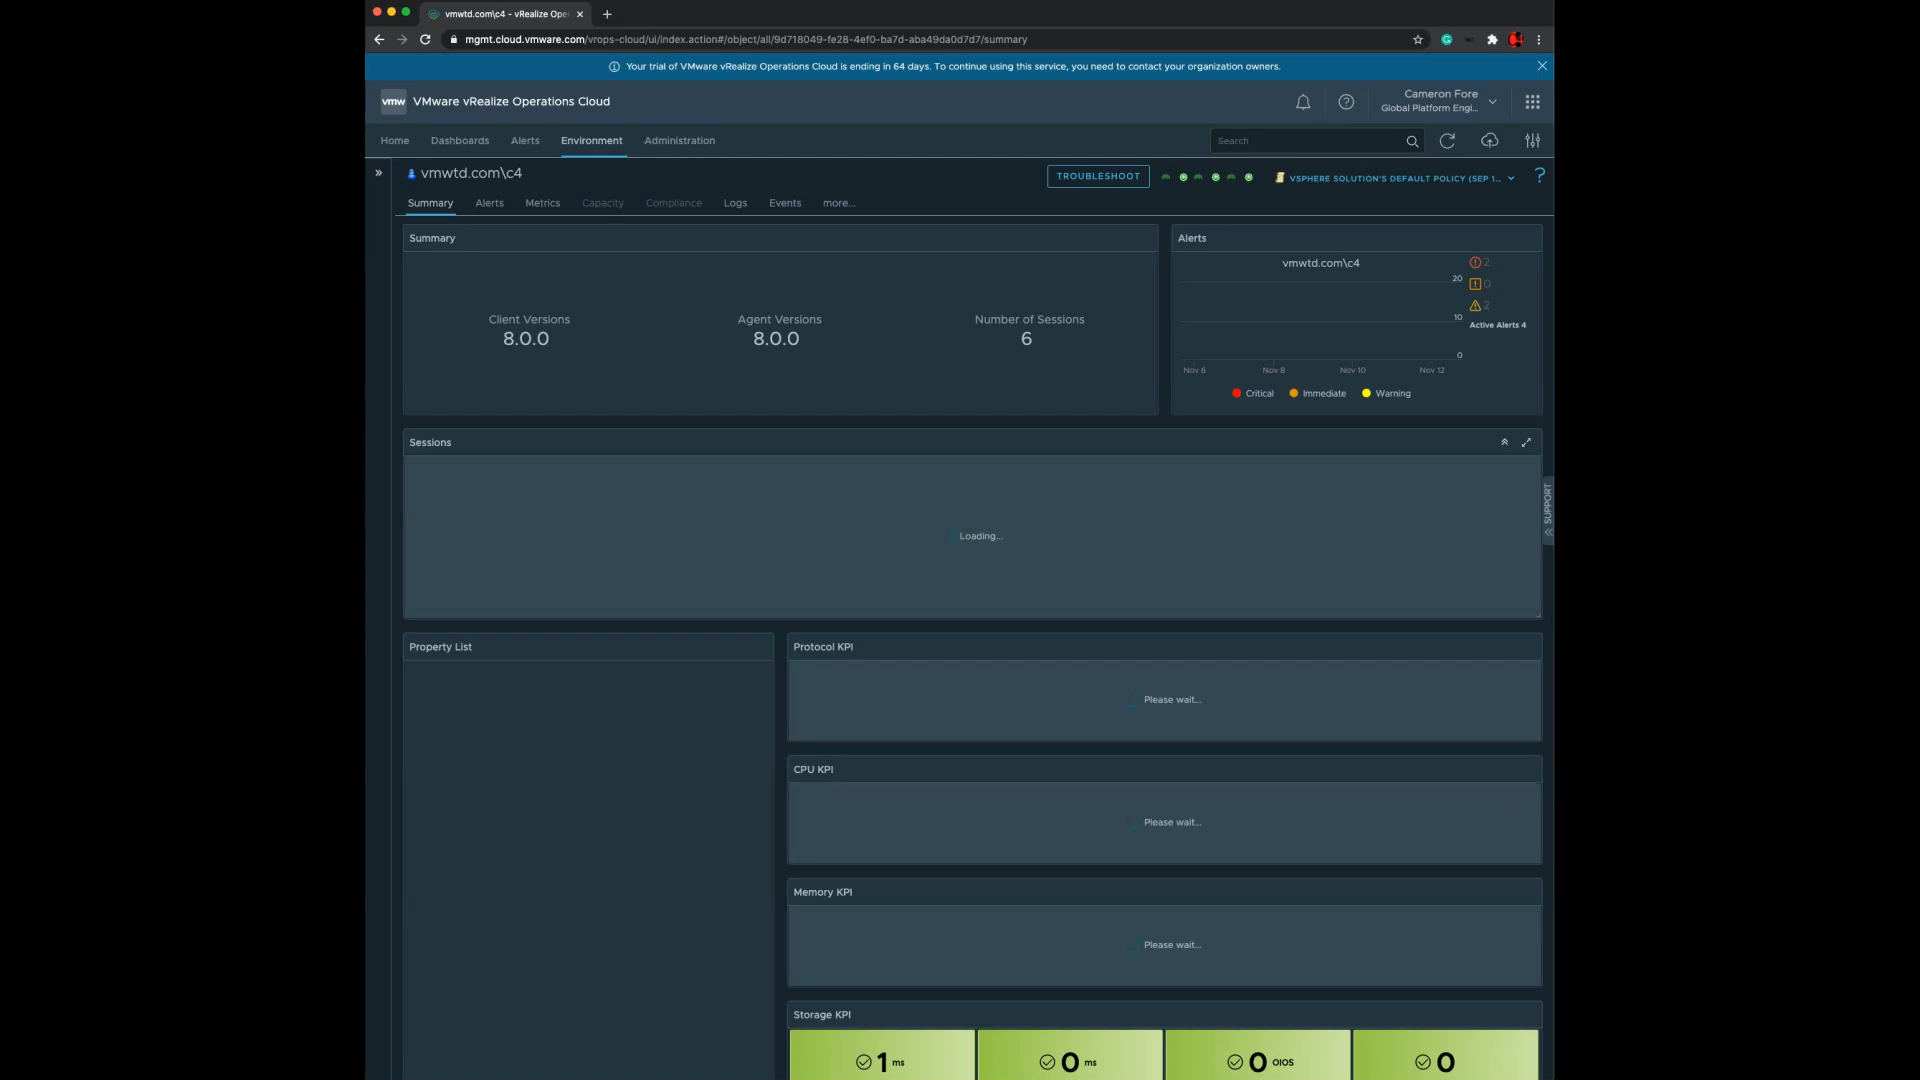 vmwtd.com\c4 - vRealize Ope
mgmt.cloud.vmware.com/vrops-cloud/ui/index.action#/object/all/9d718049-fe28-4ef0-ba7d-aba49da0d7d7/summary
Your trial of VMware vRealize Operations Cloud is ending in 64 days. To continue using this service, you need to contact your organization owners.
vmw VMware vRealize Operations Cloud
Cameron Fore
Global Platform Engi...
Home Dashboards Alerts Environment Administration Search
vmwtd.com\c4 TROUBLESHOOT VSPHERE SOLUTION'S DEFAULT POLICY (SEP 1... ?
Summary Alerts Metrics Capacity Compliance Logs Events more...
Summary
Client Versions Agent Versions Number of Sessions
8.0.0 8.0.0 6
Alerts
vmwtd.com\c4
20
10
0
Nov 6 Nov 8 Nov 10 Nov 12
Critical Immediate Warning
2
0
2
Active Alerts 4
Sessions
Loading...
SUPPORT
Property List
Protocol KPI
Please wait...
CPU KPI
Please wait...
Memory KPI
Please wait...
Storage KPI
1 ms 0 ms 0 OIOS 0